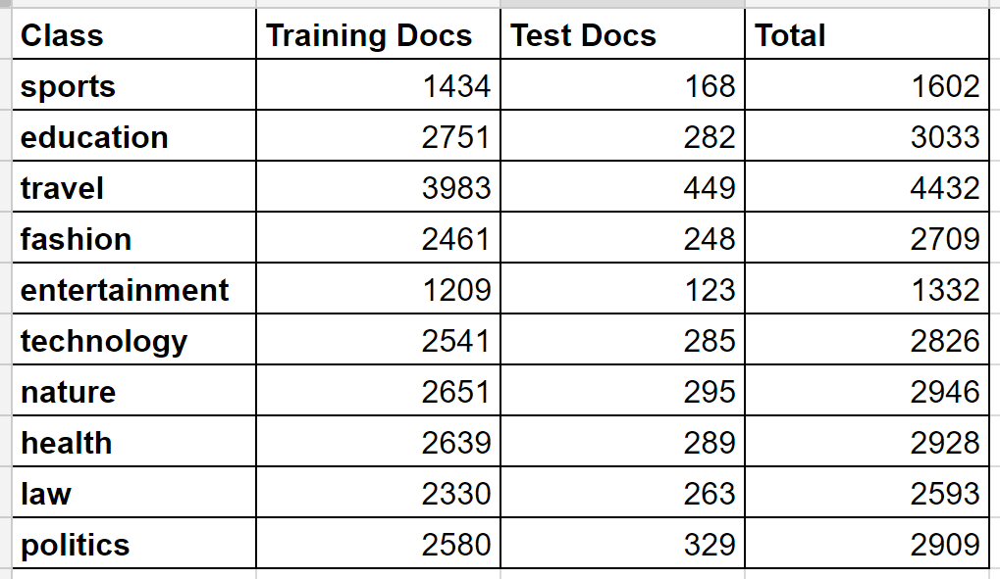 Class Training Docs Test Docs Total
sports 1434 168 1602
education 2751 282 3033
travel 3983 449 4432
fashion 2461 248 2709
entertainment 1209 123 1332
technology 2541 285 2826
nature 2651 295 2946
health 2639 289 2928
law 2330 263 2593
politics 2580 329 2909